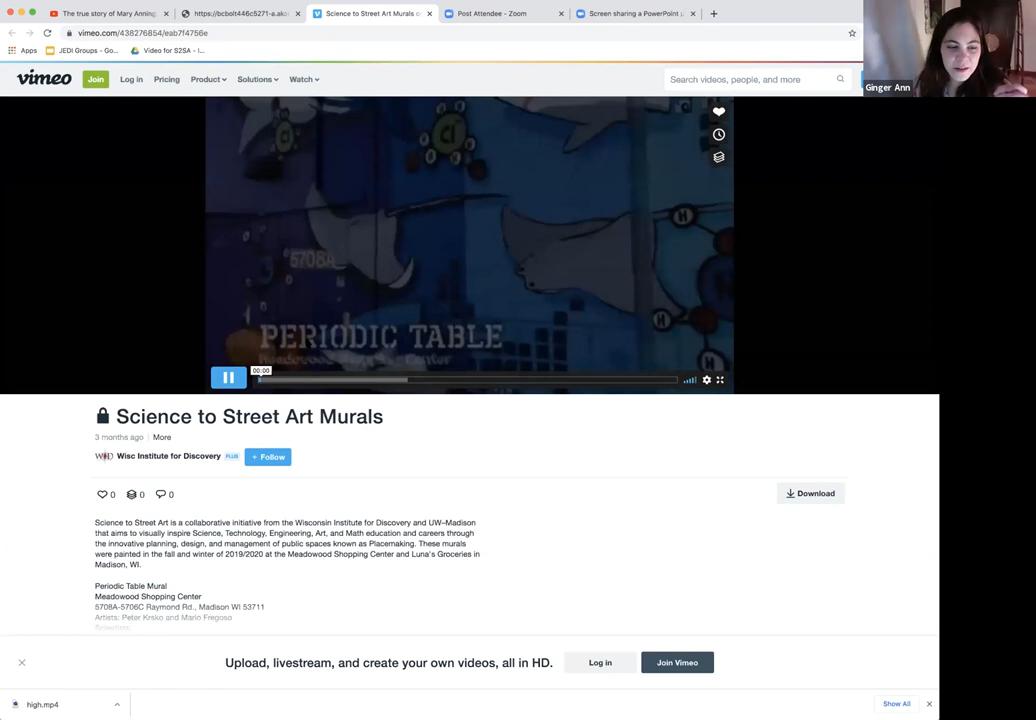 The true story of Mary Anning:
https://bcbolt446c5271-a.aka
Science to Street Art Murals o
Post Attendee - Zoom
Screen sharing a PowerPoint
vimeo.com/438276854/eab7f4756e
Apps
JEDI Groups - Go...
Video for S2SA - I...
Ginger Ann
vimeo
Join
Log in
Pricing
Product
Solutions
Watch
Search videos, people, and more
Cl
Cl
H
H
H
5708A
PERIODIC TABLE
Meadowood Shopping Center
00:00
Science to Street Art Murals
3 months ago | More
WID Wisc Institute for Discovery PLUS
+ Follow
0 0 0
Download
Science to Street Art is a collaborative initiative from the Wisconsin Institute for Discovery and UW–Madison
that aims to visually inspire Science, Technology, Engineering, Art, and Math education and careers through
the innovative planning, design, and management of public spaces known as Placemaking. These murals
were painted in the fall and winter of 2019/2020 at the Meadowood Shopping Center and Luna's Groceries in
Madison, WI.
Periodic Table Mural
Meadowood Shopping Center
5708A-5706C Raymond Rd., Madison WI 53711
Artists: Peter Krsko and Mario Fregoso
Scientists:
Upload, livestream, and create your own videos, all in HD.
Log in
Join Vimeo
high.mp4
Show All